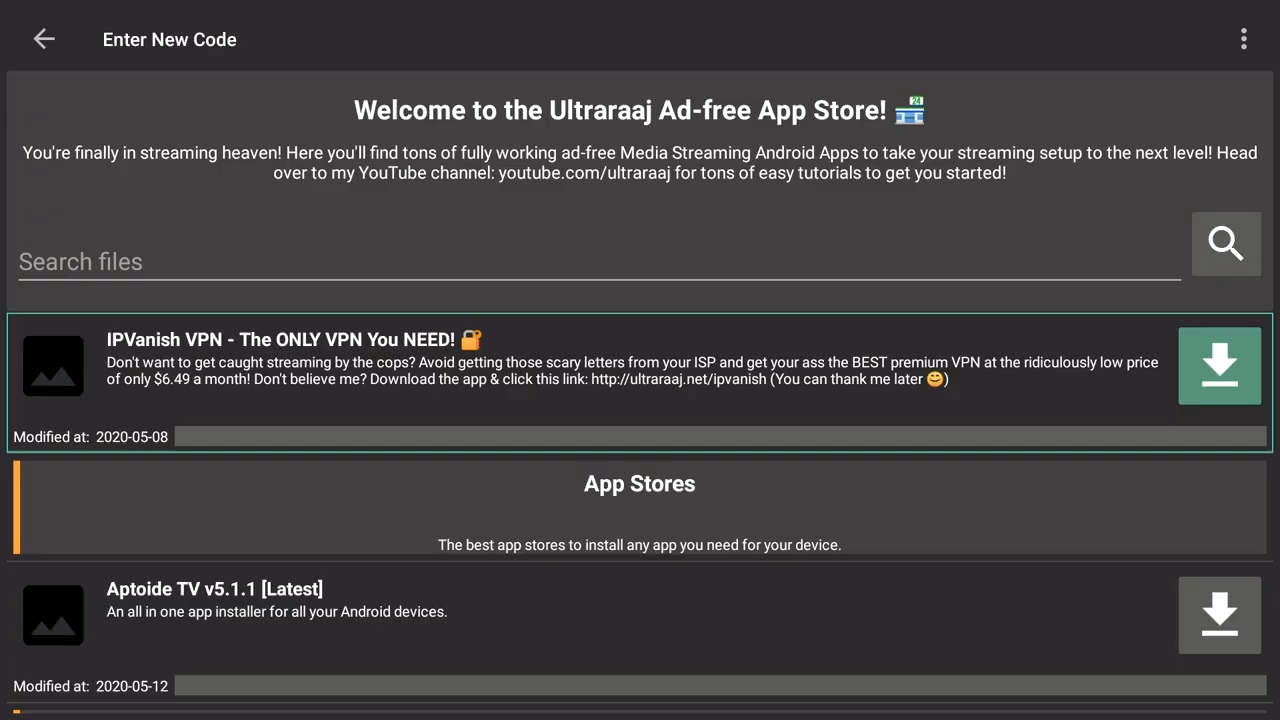 Enter New Code
Welcome to the Ultraraaj Ad-free App Store! 🏪
You're finally in streaming heaven! Here you'll find tons of fully working ad-free Media Streaming Android Apps to take your streaming setup to the next level! Head
over to my YouTube channel: youtube.com/ultraraaj for tons of easy tutorials to get you started!
Search files
IPVanish VPN - The ONLY VPN You NEED! 🔐
Don't want to get caught streaming by the cops? Avoid getting those scary letters from your ISP and get your ass the BEST premium VPN at the ridiculously low price
of only $6.49 a month! Don't believe me? Download the app & click this link: http://ultraraaj.net/ipvanish (You can thank me later 😊)
Modified at: 2020-05-08
App Stores
The best app stores to install any app you need for your device.
Aptoide TV v5.1.1 [Latest]
An all in one app installer for all your Android devices.
Modified at: 2020-05-12